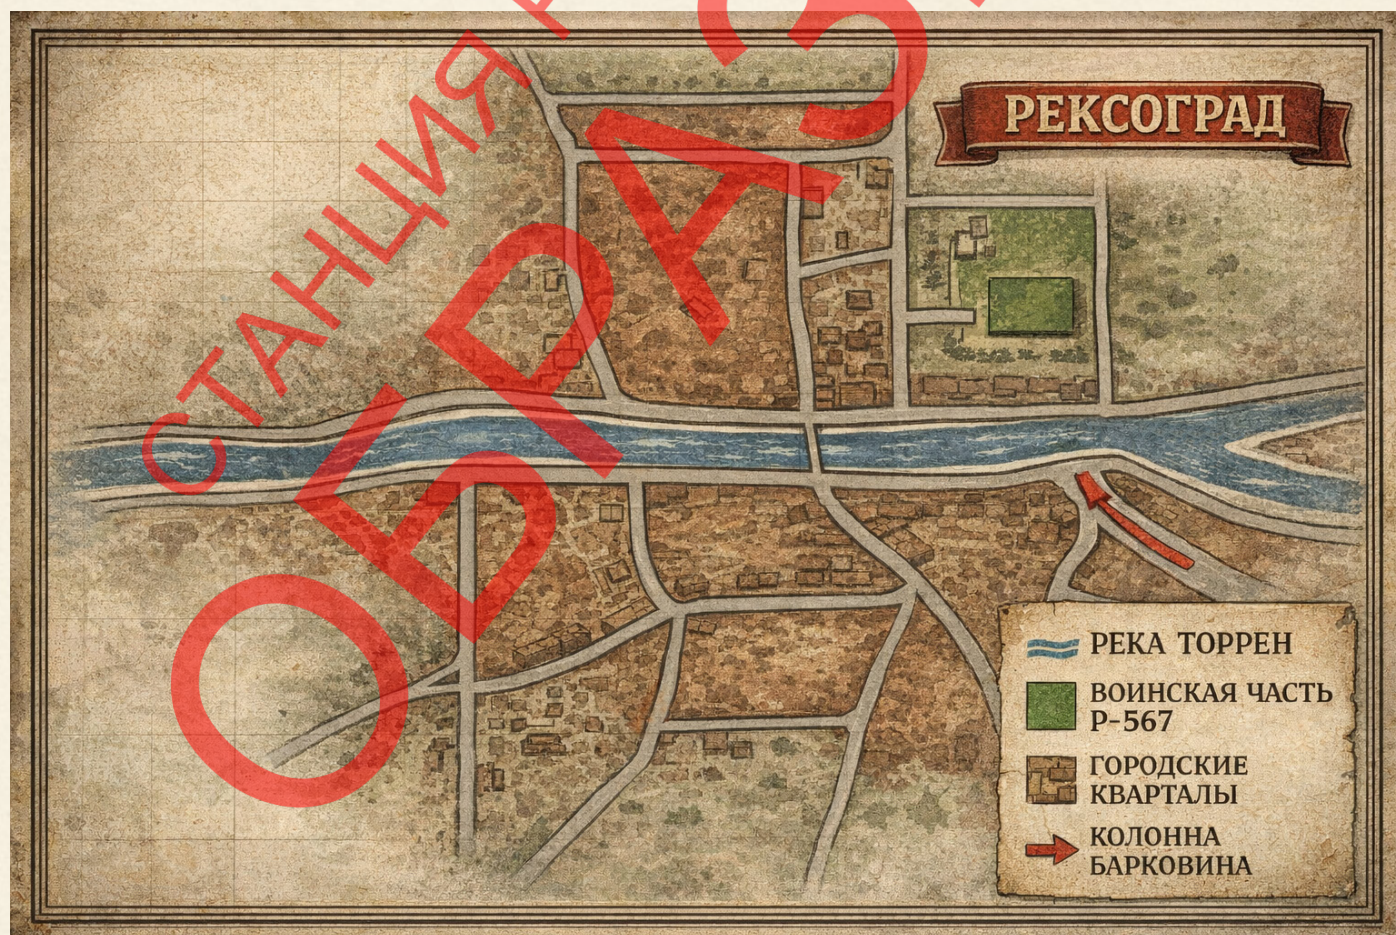 РЕКСОГРАД
СТАНЦИЯ
ОБРАЗ
РЕКА ТОРРЕН
ВОИНСКАЯ ЧАСТЬ
Р-567
ГОРОДСКИЕ
КВАРТАЛЫ
КОЛОННА
БАРКОВИНА